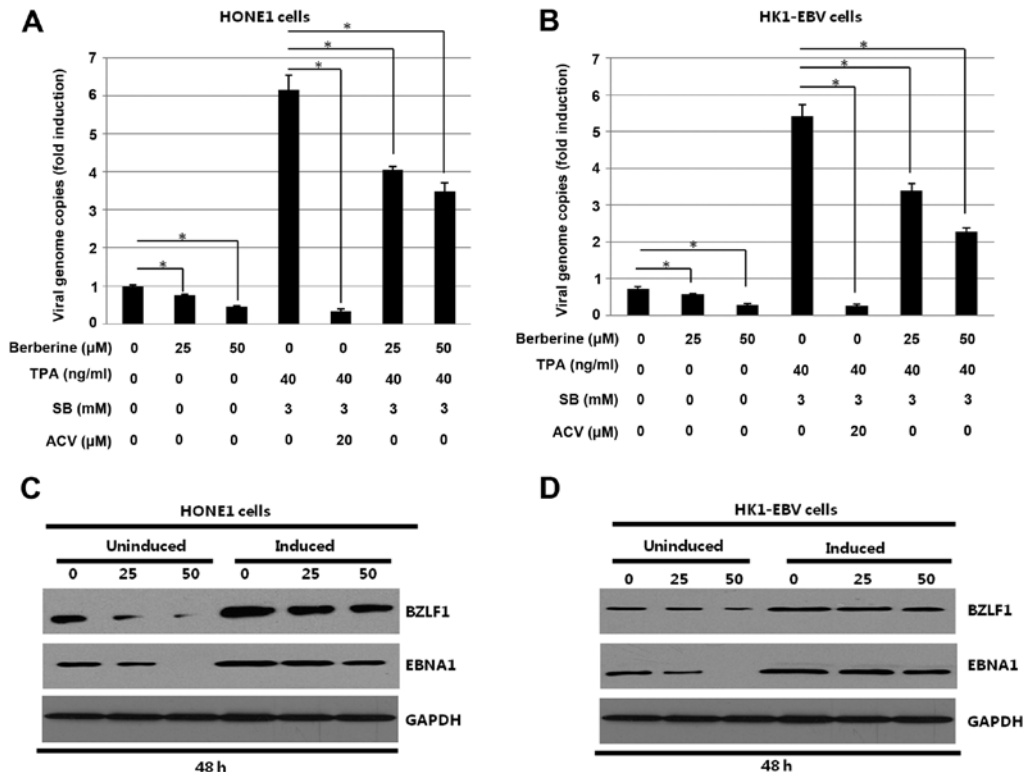 A
HONE1 cells
Viral genome copies (fold induction)
7
6
5
4
3
2
1
0
* * * * *
Berberine (µM) 0 25 50 0 0 25 50
TPA (ng/ml) 0 0 0 40 40 40 40
SB (mM) 0 0 0 3 3 3 3
ACV (µM) 0 0 0 0 20 0 0
B
HK1-EBV cells
Viral genome copies (fold induction)
7
6
5
4
3
2
1
0
* * * * *
Berberine (µM) 0 25 50 0 0 25 50
TPA (ng/ml) 0 0 0 40 40 40 40
SB (mM) 0 0 0 3 3 3 3
ACV (µM) 0 0 0 0 20 0 0
C
HONE1 cells
Uninduced Induced
0 25 50 0 25 50
BZLF1
EBNA1
GAPDH
48 h
D
HK1-EBV cells
Uninduced Induced
0 25 50 0 25 50
BZLF1
EBNA1
GAPDH
48 h